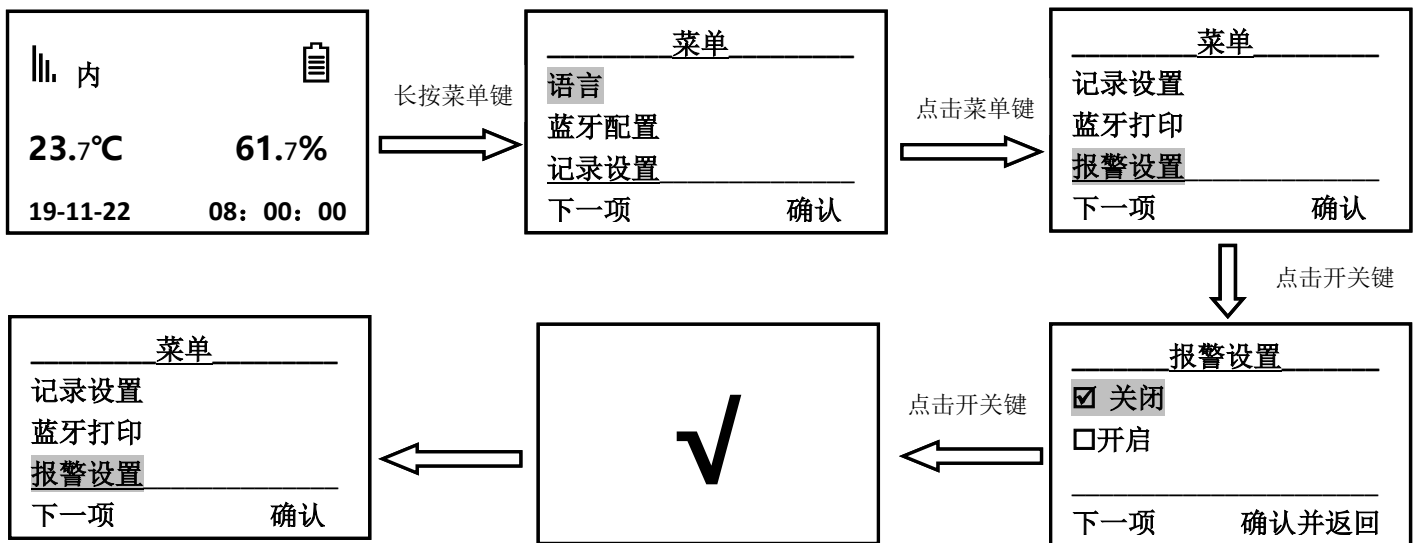 内
23.7℃ 61.7%
19-11-22 08：00：00
长按菜单键
菜单
语言
蓝牙配置
记录设置
下一项 确认
点击菜单键
菜单
记录设置
蓝牙打印
报警设置
下一项 确认
点击开关键
报警设置
☑ 关闭
☐开启
下一项 确认并返回
点击开关键
√
菜单
记录设置
蓝牙打印
报警设置
下一项 确认